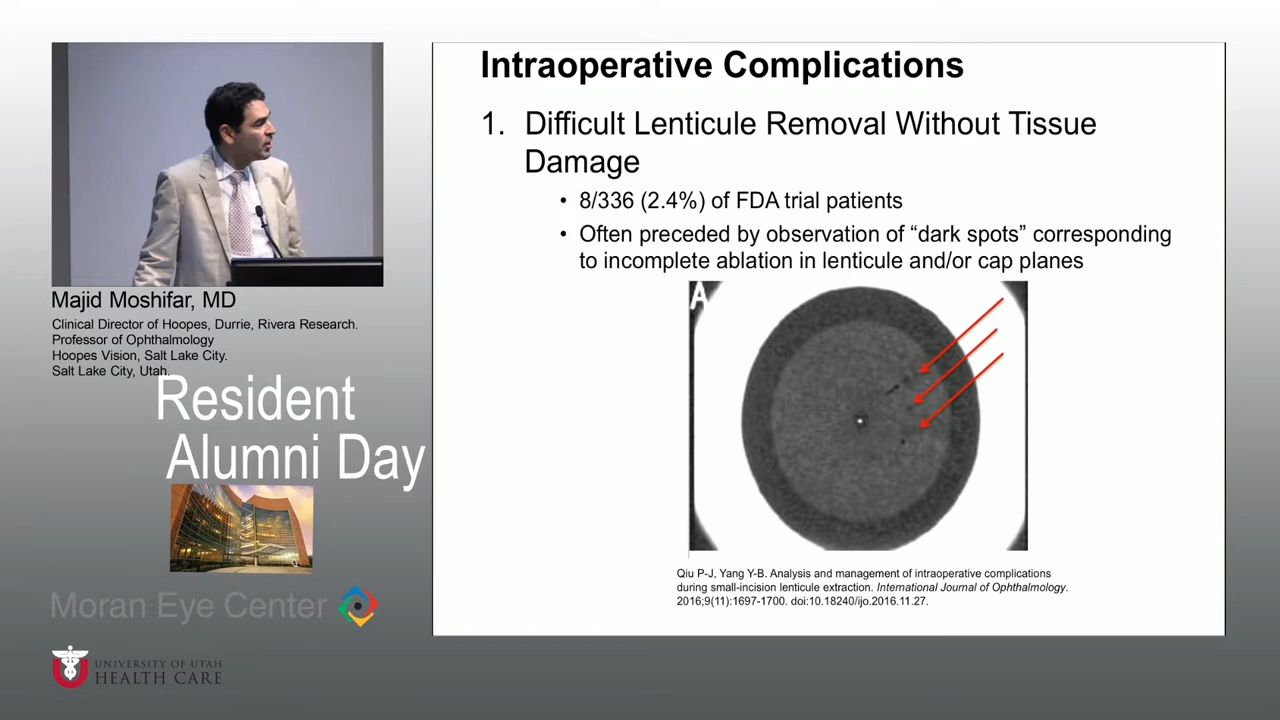 Majid Moshifar, MD
Clinical Director of Hoopes, Durrie, Rivera Research.
Professor of Ophthalmology
Hoopes Vision, Salt Lake City.
Salt Lake City, Utah.
Resident
Alumni Day
Moran Eye Center
U
UNIVERSITY OF UTAH
HEALTH CARE
Intraoperative Complications
1. Difficult Lenticule Removal Without Tissue
Damage
• 8/336 (2.4%) of FDA trial patients
• Often preceded by observation of “dark spots” corresponding
to incomplete ablation in lenticule and/or cap planes
A
Qiu P-J, Yang Y-B. Analysis and management of intraoperative complications
during small-incision lenticule extraction. International Journal of Ophthalmology.
2016;9(11):1697-1700. doi:10.18240/ijo.2016.11.27.